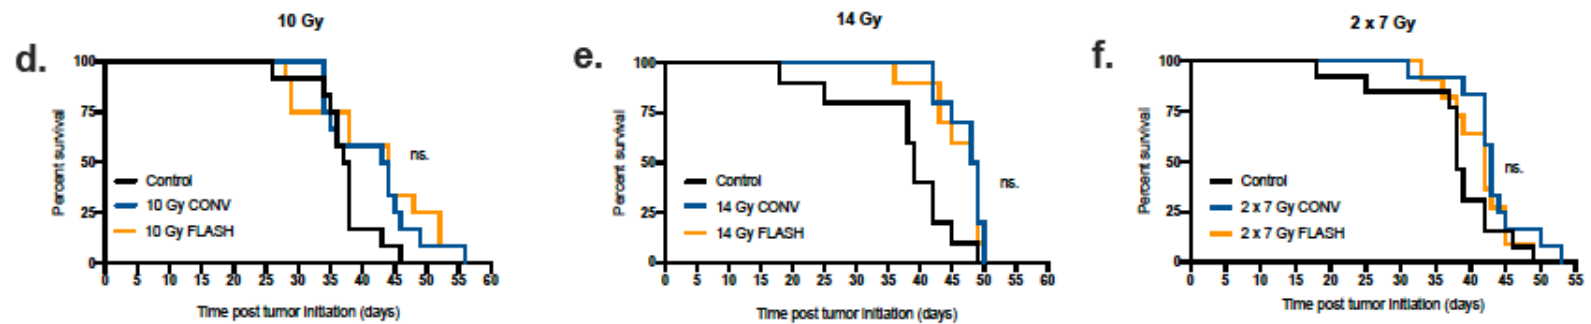 10 Gy
d.
Percent survival
100
75
50
25
0
ns.
Control
10 Gy CONV
10 Gy FLASH
0 5 10 15 20 25 30 35 40 45 50 55 60
Time post tumor initiation (days)
14 Gy
e.
Percent survival
100
75
50
25
0
ns.
Control
14 Gy CONV
14 Gy FLASH
0 5 10 15 20 25 30 35 40 45 50 55 60
Time post tumor initiation (days)
2 x 7 Gy
f.
Percent survival
100
75
50
25
0
ns.
Control
2 x 7 Gy CONV
2 x 7 Gy FLASH
0 5 10 15 20 25 30 35 40 45 50 55
Time post tumor initiation (days)